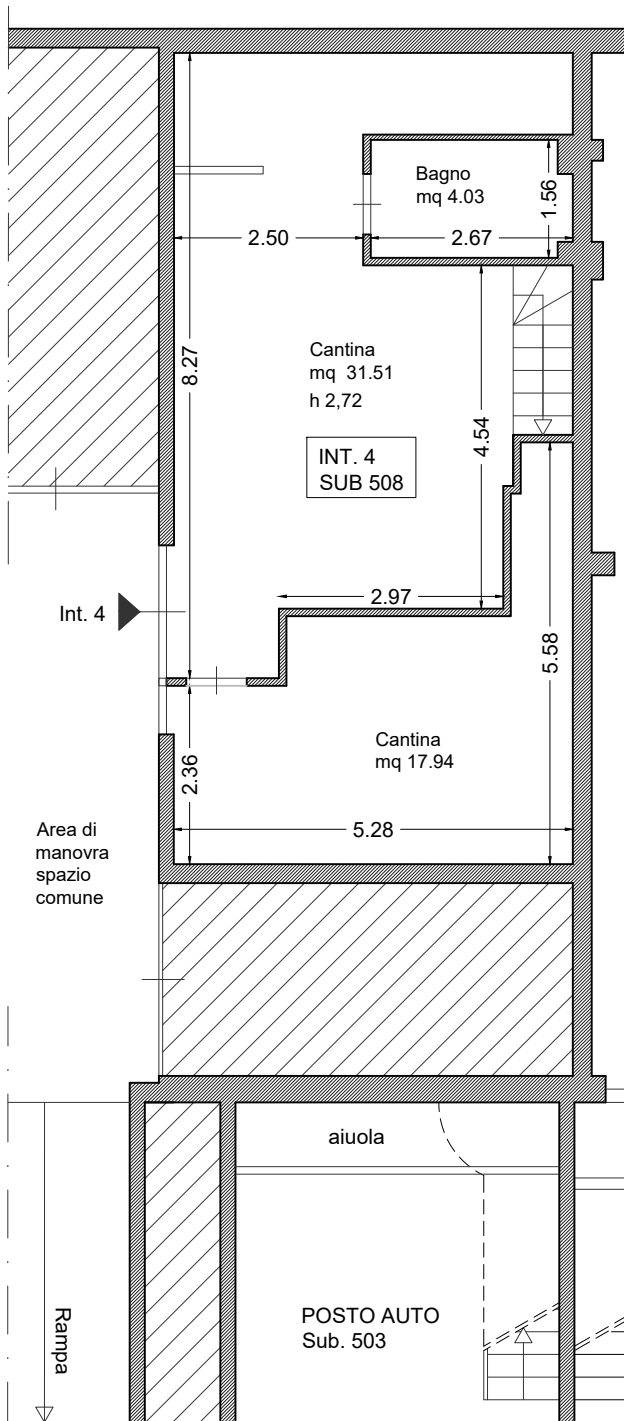 Bagno
mq 4.03
1.56
2.50
2.67
8.27
Cantina
mq 31.51
h 2,72
4.54
INT. 4
SUB 508
2.97
Int. 4
5.58
Cantina
mq 17.94
2.36
5.28
Area di
manovra
spazio
comune
aiuola
Rampa
POSTO AUTO
Sub. 503